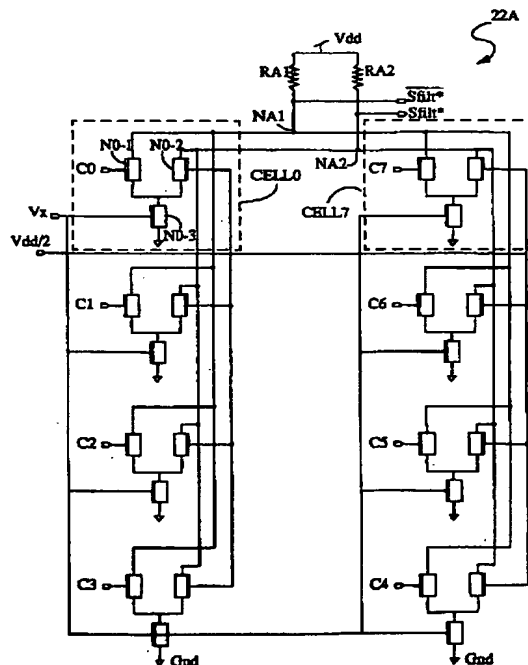 22A
Vdd
RA1
RA2
Sfilt*
Sfilt*
NA1
NA2
N0-1
N0-2
C0
CELL0
CELL7
C7
Vx
N0-3
Vdd/2
C1
C6
C2
C5
C3
C4
Gnd
Gnd